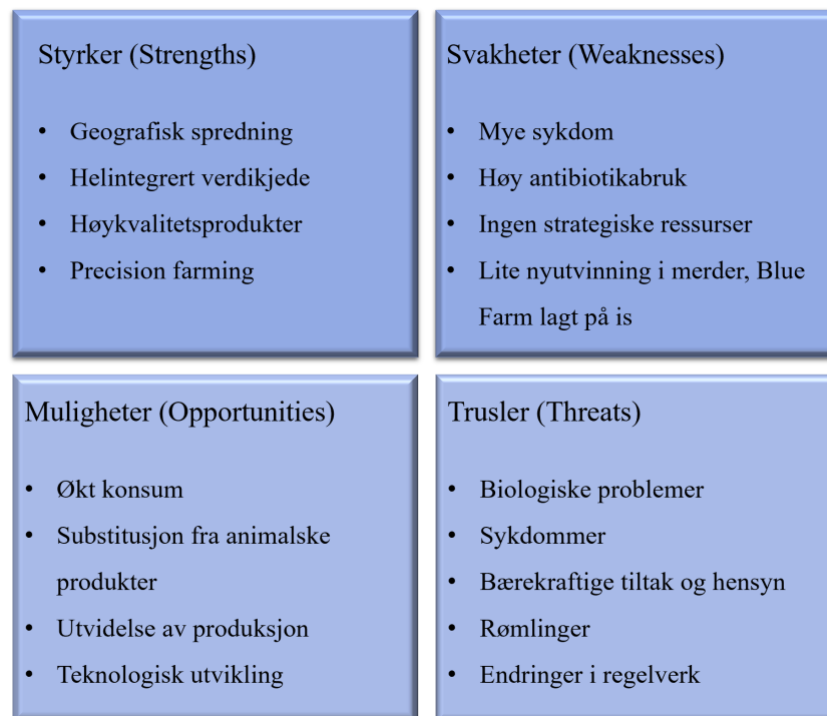 Styrker (Strengths)
• Geografisk spredning
• Helintegrert verdikjede
• Høykvalitetsprodukter
• Precision farming
Svakheter (Weaknesses)
• Mye sykdom
• Høy antibiotikabruk
• Ingen strategiske ressurser
• Lite nyutvinning i merder, Blue
Farm lagt på is
Muligheter (Opportunities)
• Økt konsum
• Substitusjon fra animalske
produkter
• Utvidelse av produksjon
• Teknologisk utvikling
Trusler (Threats)
• Biologiske problemer
• Sykdommer
• Bærekraftige tiltak og hensyn
• Rømlinger
• Endringer i regelverk